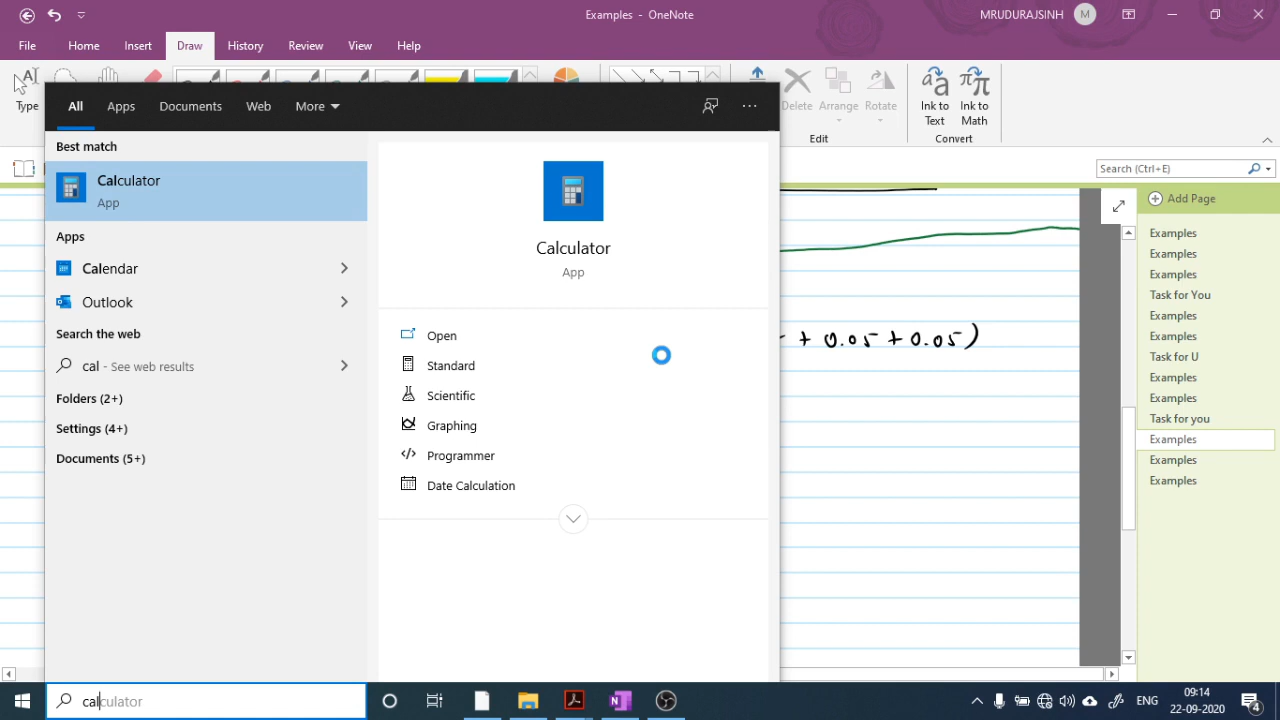 Examples - OneNote
MRUDURAJSINH M
File Home Insert Draw History Review View Help
Type
Delete Arrange Rotate
Ink to Text
Ink to Math
Edit
Convert
All Apps Documents Web More
Best match
Calculator
App
Apps
Calendar
Outlook
Search the web
cal - See web results
Folders (2+)
Settings (4+)
Documents (5+)
Calculator
App
Open
Standard
Scientific
Graphing
Programmer
Date Calculation
+ 0.05 + 0.05)
Search (Ctrl+E)
Add Page
Examples
Examples
Examples
Task for You
Examples
Examples
Task for U
Examples
Examples
Task for you
Examples
Examples
Examples
calculator
ENG
09:14
22-09-2020
4